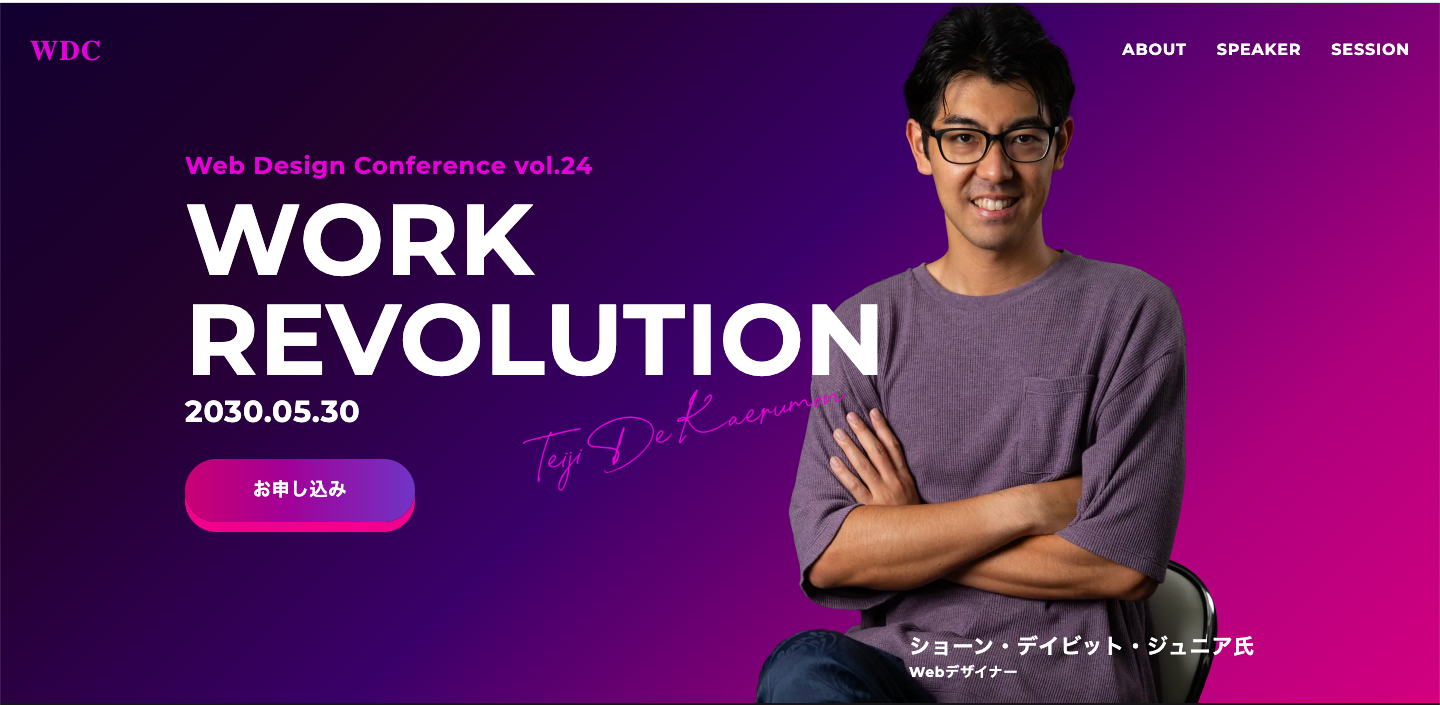 WDC
ABOUT SPEAKER SESSION
Web Design Conference vol.24
WORK
REVOLUTION
2030.05.30
Teiji De Kaerumon
お申し込み
ショーン・デイビット・ジュニア氏
Webデザイナー